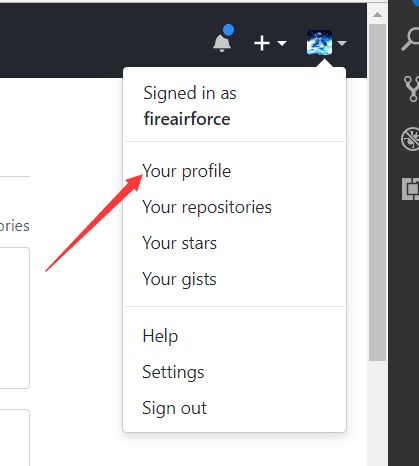 Signed in as
fireairforce
ories
Your profile
Your repositories
Your stars
Your gists
Help
Settings
Sign out